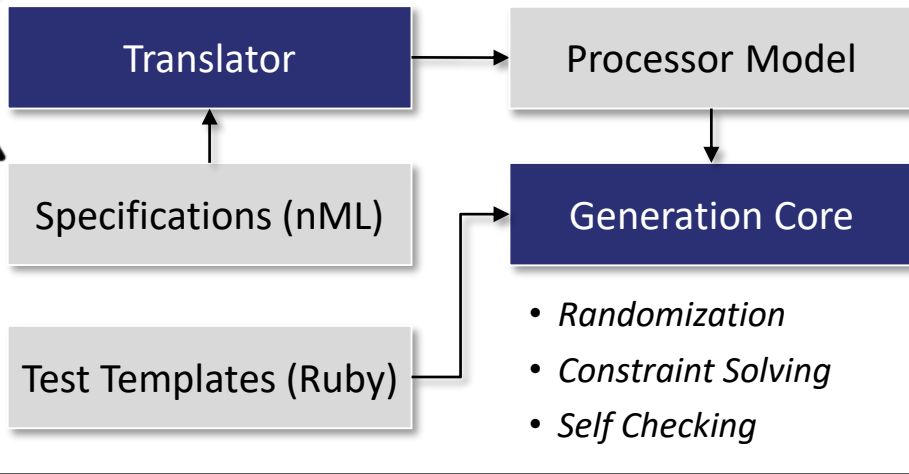 Translator
Processor Model
Specifications (nML)
Generation Core
Test Templates (Ruby)
• Randomization
• Constraint Solving
• Self Checking